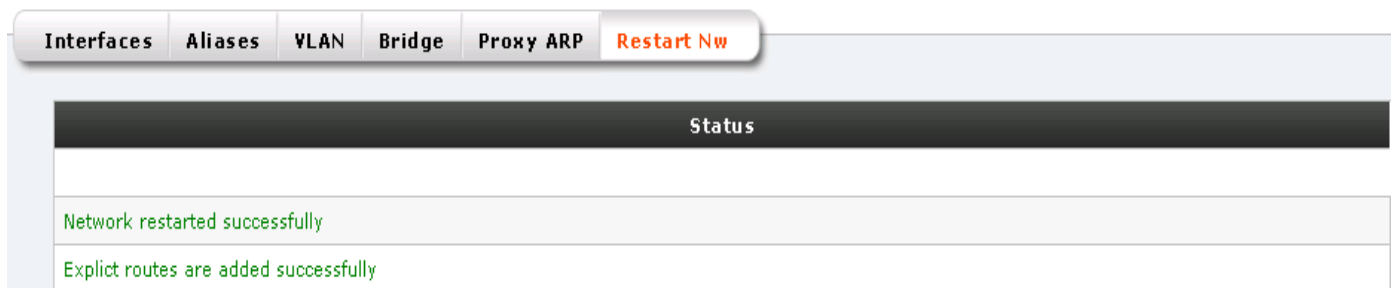 Interfaces Aliases VLAN Bridge Proxy ARP Restart Nw
Status
Network restarted successfully
Explict routes are added successfully